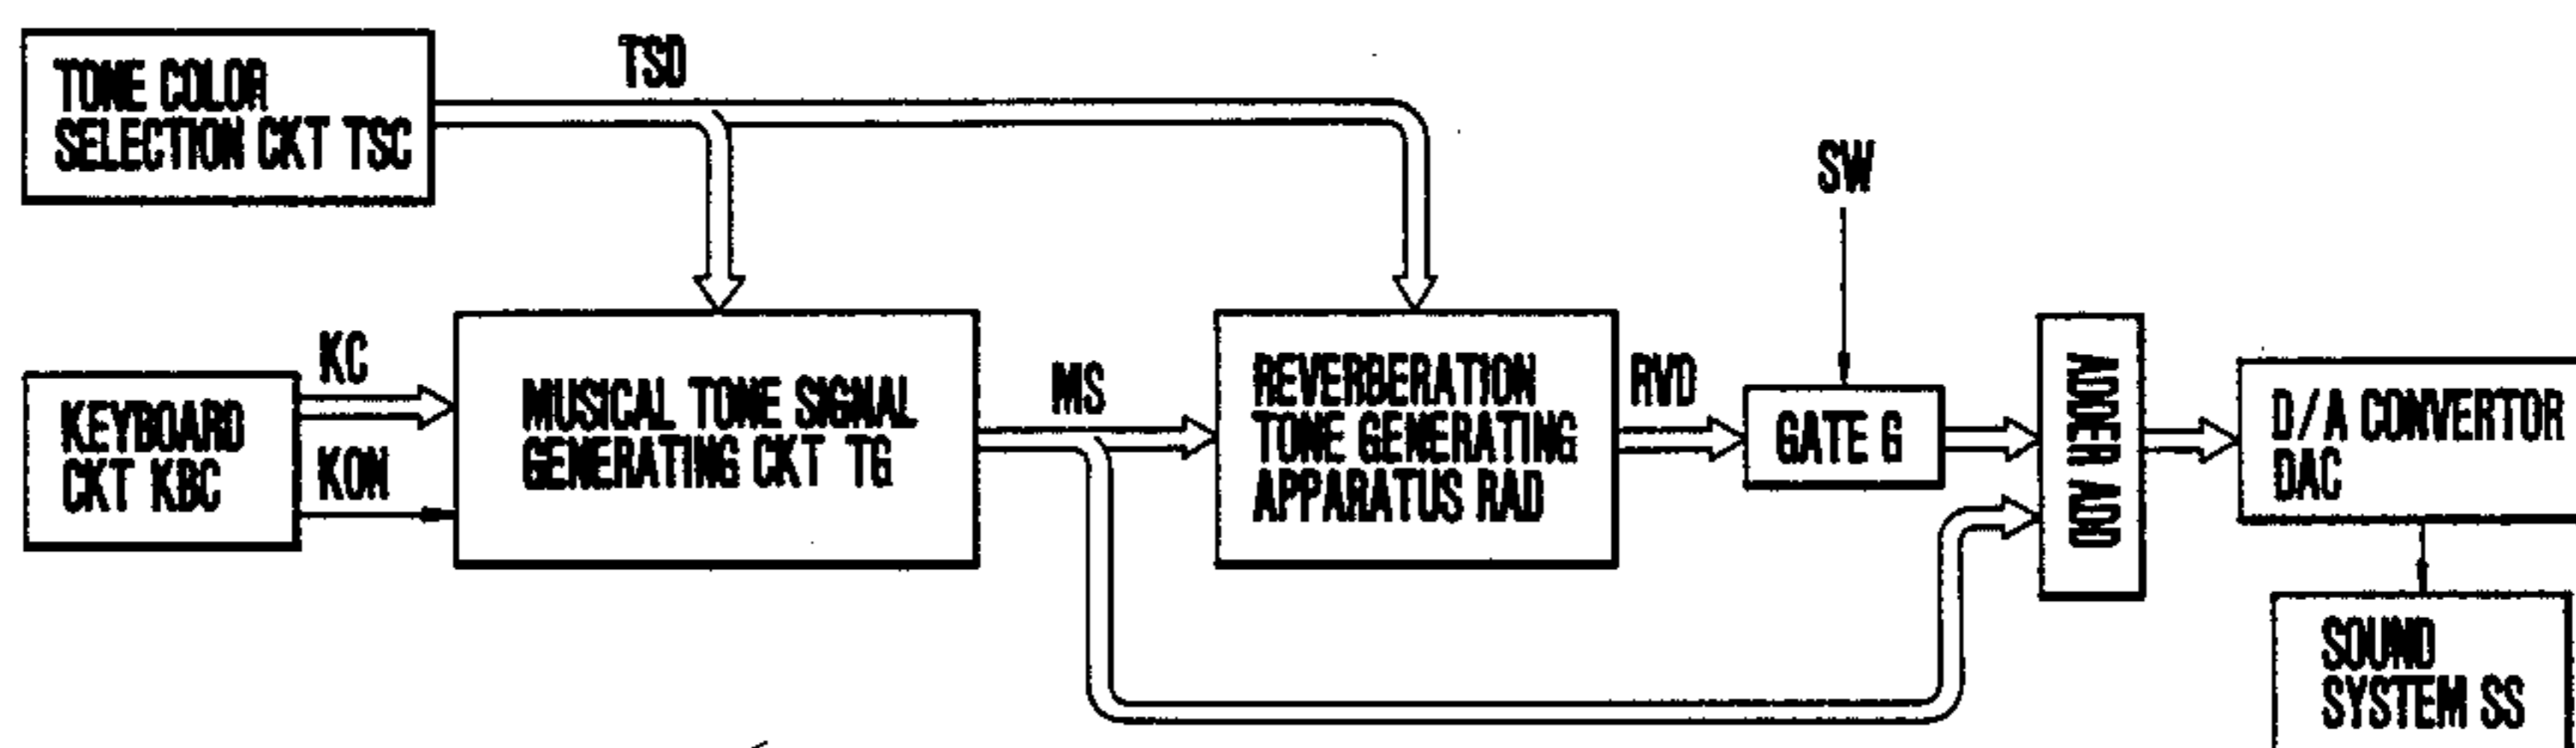 TONE COLOR
SELECTION CKT TSC
TSD
SW
KEYBOARD
CKT KBC
KC
KON
MUSICAL TONE SIGNAL
GENERATING CKT TG
MS
REVERBERATION
TONE GENERATING
APPARATUS RAD
RVD
GATE G
ADDER ADD
D/A CONVERTOR
DAC
SOUND
SYSTEM SS